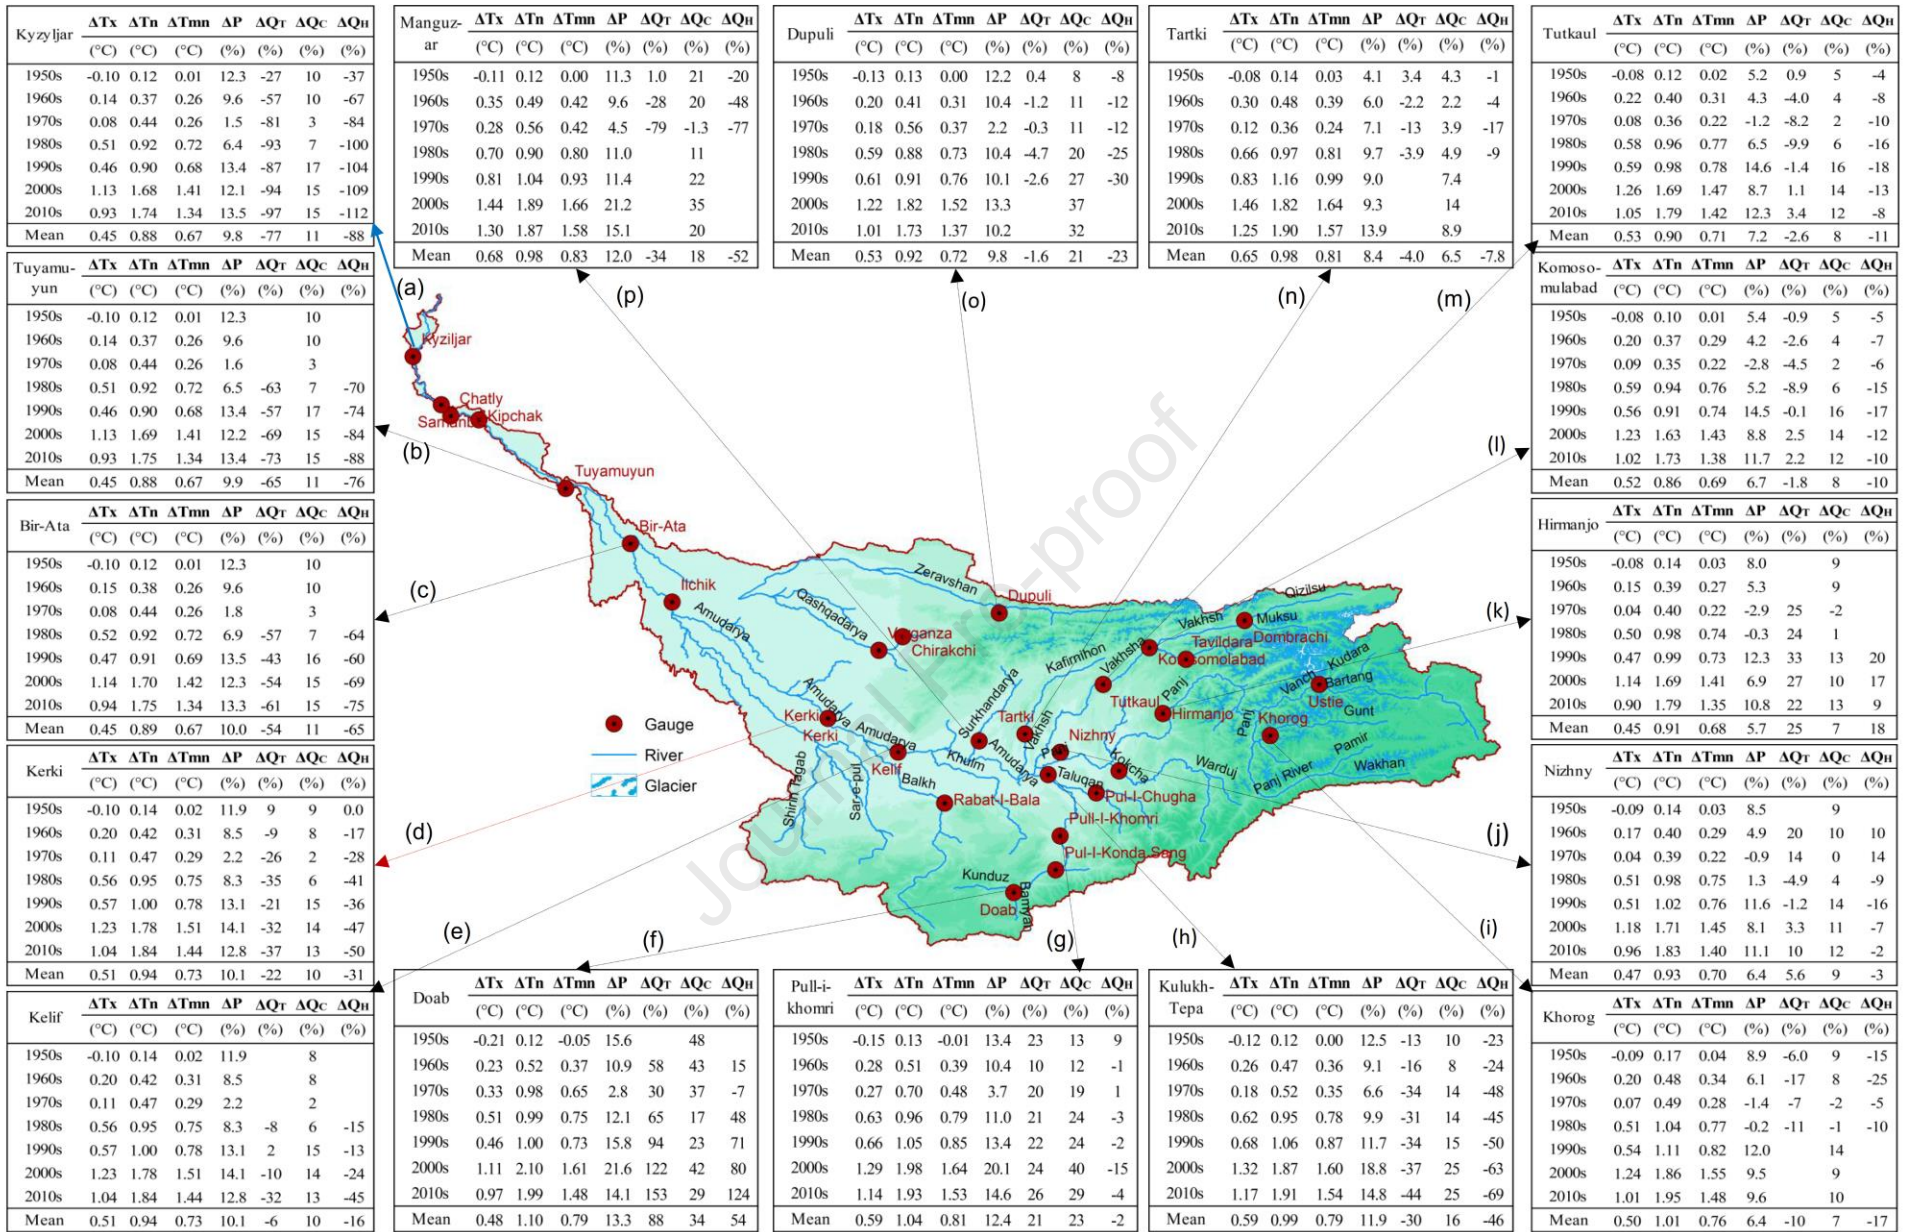 Kyzyljar ΔTx ΔTn ΔTmn ΔP ΔQT ΔQC ΔQH
(°C) (°C) (°C) (%) (%) (%) (%)
1950s -0.10 0.12 0.01 12.3 -27 10 -37
1960s 0.14 0.37 0.26 9.6 -57 10 -67
1970s 0.08 0.44 0.26 1.5 -81 3 -84
1980s 0.51 0.92 0.72 6.4 -93 7 -100
1990s 0.46 0.90 0.68 13.4 -87 17 -104
2000s 1.13 1.68 1.41 12.1 -94 15 -109
2010s 0.93 1.74 1.34 13.5 -97 15 -112
Mean 0.45 0.88 0.67 9.8 -77 11 -88
Manguz-ar ΔTx ΔTn ΔTmn ΔP ΔQT ΔQC ΔQH
(°C) (°C) (°C) (%) (%) (%) (%)
1950s -0.11 0.12 0.00 11.3 1.0 21 -20
1960s 0.35 0.49 0.42 9.6 -28 20 -48
1970s 0.28 0.56 0.42 4.5 -79 -1.3 -77
1980s 0.70 0.90 0.80 11.0 11
1990s 0.81 1.04 0.93 11.4 22
2000s 1.44 1.89 1.66 21.2 35
2010s 1.30 1.87 1.58 15.1 20
Mean 0.68 0.98 0.83 12.0 -34 18 -52
Dupuli ΔTx ΔTn ΔTmn ΔP ΔQT ΔQC ΔQH
(°C) (°C) (°C) (%) (%) (%) (%)
1950s -0.13 0.13 0.00 12.2 0.4 8 -8
1960s 0.20 0.41 0.31 10.4 -1.2 11 -12
1970s 0.18 0.56 0.37 2.2 -0.3 11 -12
1980s 0.59 0.88 0.73 10.4 -4.7 20 -25
1990s 0.61 0.91 0.76 10.1 -2.6 27 -30
2000s 1.22 1.82 1.52 13.3 37
2010s 1.01 1.73 1.37 10.2 32
Mean 0.53 0.92 0.72 9.8 -1.6 21 -23
Tartki ΔTx ΔTn ΔTmn ΔP ΔQT ΔQC ΔQH
(°C) (°C) (°C) (%) (%) (%) (%)
1950s -0.08 0.14 0.03 4.1 3.4 4.3 -1
1960s 0.30 0.48 0.39 6.0 -2.2 2.2 -4
1970s 0.12 0.36 0.24 7.1 -13 3.9 -17
1980s 0.66 0.97 0.81 9.7 -3.9 4.9 -9
1990s 0.83 1.16 0.99 9.0 7.4
2000s 1.46 1.82 1.64 9.3 14
2010s 1.25 1.90 1.57 13.9 8.9
Mean 0.65 0.98 0.81 8.4 -4.0 6.5 -7.8
Tutkaul ΔTx ΔTn ΔTmn ΔP ΔQT ΔQC ΔQH
(°C) (°C) (°C) (%) (%) (%) (%)
1950s -0.08 0.12 0.02 5.2 0.9 5 -4
1960s 0.22 0.40 0.31 4.3 -4.0 4 -8
1970s 0.08 0.36 0.22 -1.2 -8.2 2 -10
1980s 0.58 0.96 0.77 6.5 -9.9 6 -16
1990s 0.59 0.98 0.78 14.6 -1.4 16 -18
2000s 1.26 1.69 1.47 8.7 1.1 14 -13
2010s 1.05 1.79 1.42 12.3 3.4 12 -8
Mean 0.53 0.90 0.71 7.2 -2.6 8 -11
Tuyamu-yun ΔTx ΔTn ΔTmn ΔP ΔQT ΔQC ΔQH
(°C) (°C) (°C) (%) (%) (%) (%)
1950s -0.10 0.12 0.01 12.3 10
1960s 0.14 0.37 0.26 9.6 10
1970s 0.08 0.44 0.26 1.6 3
1980s 0.51 0.92 0.72 6.5 -63 7 -70
1990s 0.46 0.90 0.68 13.4 -57 17 -74
2000s 1.13 1.69 1.41 12.2 -69 15 -84
2010s 0.93 1.75 1.34 13.4 -73 15 -88
Mean 0.45 0.88 0.67 9.9 -65 11 -76
Komoso-mulabad ΔTx ΔTn ΔTmn ΔP ΔQT ΔQC ΔQH
(°C) (°C) (°C) (%) (%) (%) (%)
1950s -0.08 0.10 0.01 5.4 -0.9 5 -5
1960s 0.20 0.37 0.29 4.2 -2.6 4 -7
1970s 0.09 0.35 0.22 -2.8 -4.5 2 -6
1980s 0.59 0.94 0.76 5.2 -8.9 6 -15
1990s 0.56 0.91 0.74 14.5 -0.1 16 -17
2000s 1.23 1.63 1.43 8.8 2.5 14 -12
2010s 1.02 1.73 1.38 11.7 2.2 12 -10
Mean 0.52 0.86 0.69 6.7 -1.8 8 -10
Bir-Ata ΔTx ΔTn ΔTmn ΔP ΔQT ΔQC ΔQH
(°C) (°C) (°C) (%) (%) (%) (%)
1950s -0.10 0.12 0.01 12.3 10
1960s 0.15 0.38 0.26 9.6 10
1970s 0.08 0.44 0.26 1.8 3
1980s 0.52 0.92 0.72 6.9 -57 7 -64
1990s 0.47 0.91 0.69 13.5 -43 16 -60
2000s 1.14 1.70 1.42 12.3 -54 15 -69
2010s 0.94 1.75 1.34 13.3 -61 15 -75
Mean 0.45 0.89 0.67 10.0 -54 11 -65
Hirmanjo ΔTx ΔTn ΔTmn ΔP ΔQT ΔQC ΔQH
(°C) (°C) (°C) (%) (%) (%) (%)
1950s -0.08 0.14 0.03 8.0 9
1960s 0.15 0.39 0.27 5.3 9
1970s 0.04 0.40 0.22 -2.9 25 -2
1980s 0.50 0.98 0.74 -0.3 24 1
1990s 0.47 0.99 0.73 12.3 33 13 20
2000s 1.14 1.69 1.41 6.9 27 10 17
2010s 0.90 1.79 1.35 10.8 22 13 9
Mean 0.45 0.91 0.68 5.7 25 7 18
Kerki ΔTx ΔTn ΔTmn ΔP ΔQT ΔQC ΔQH
(°C) (°C) (°C) (%) (%) (%) (%)
1950s -0.10 0.14 0.02 11.9 9 9 0.0
1960s 0.20 0.42 0.31 8.5 -9 8 -17
1970s 0.11 0.47 0.29 2.2 -26 2 -28
1980s 0.56 0.95 0.75 8.3 -35 6 -41
1990s 0.57 1.00 0.78 13.1 -21 15 -36
2000s 1.23 1.78 1.51 14.1 -32 14 -47
2010s 1.04 1.84 1.44 12.8 -37 13 -50
Mean 0.51 0.94 0.73 10.1 -22 10 -31
Nizhny ΔTx ΔTn ΔTmn ΔP ΔQT ΔQC ΔQH
(°C) (°C) (°C) (%) (%) (%) (%)
1950s -0.09 0.14 0.03 8.5 9
1960s 0.17 0.40 0.29 4.9 20 10 10
1970s 0.04 0.39 0.22 -0.9 14 0 14
1980s 0.51 0.98 0.75 1.3 -4.9 4 -9
1990s 0.51 1.02 0.76 11.6 -1.2 14 -16
2000s 1.18 1.71 1.45 8.1 3.3 11 -7
2010s 0.96 1.83 1.40 11.1 10 12 -2
Mean 0.47 0.93 0.70 6.4 5.6 9 -3
Kelif ΔTx ΔTn ΔTmn ΔP ΔQT ΔQC ΔQH
(°C) (°C) (°C) (%) (%) (%) (%)
1950s -0.10 0.14 0.02 11.9 8
1960s 0.20 0.42 0.31 8.5 8
1970s 0.11 0.47 0.29 2.2 2
1980s 0.56 0.95 0.75 8.3 -8 6 -15
1990s 0.57 1.00 0.78 13.1 2 15 -13
2000s 1.23 1.78 1.51 14.1 -10 14 -24
2010s 1.04 1.84 1.44 12.8 -32 13 -45
Mean 0.51 0.94 0.73 10.1 -6 10 -16
Doab ΔTx ΔTn ΔTmn ΔP ΔQT ΔQC ΔQH
(°C) (°C) (°C) (%) (%) (%) (%)
1950s -0.21 0.12 -0.05 15.6 48
1960s 0.23 0.52 0.37 10.9 58 43 15
1970s 0.33 0.98 0.65 2.8 30 37 -7
1980s 0.51 0.99 0.75 12.1 65 17 48
1990s 0.46 1.00 0.73 15.8 94 23 71
2000s 1.11 2.10 1.61 21.6 122 42 80
2010s 0.97 1.99 1.48 14.1 153 29 124
Mean 0.48 1.10 0.79 13.3 88 34 54
Pull-i-khomri ΔTx ΔTn ΔTmn ΔP ΔQT ΔQC ΔQH
(°C) (°C) (°C) (%) (%) (%) (%)
1950s -0.15 0.13 -0.01 13.4 23 13 9
1960s 0.28 0.51 0.39 10.4 10 12 -1
1970s 0.27 0.70 0.48 3.7 20 19 1
1980s 0.63 0.96 0.79 11.0 21 24 -3
1990s 0.66 1.05 0.85 13.4 22 24 -2
2000s 1.29 1.98 1.64 20.1 24 40 -15
2010s 1.14 1.93 1.53 14.6 26 29 -4
Mean 0.59 1.04 0.81 12.4 21 23 -2
Kulukh-Tepa ΔTx ΔTn ΔTmn ΔP ΔQT ΔQC ΔQH
(°C) (°C) (°C) (%) (%) (%) (%)
1950s -0.12 0.12 0.00 12.5 -13 10 -23
1960s 0.26 0.47 0.36 9.1 -16 8 -24
1970s 0.18 0.52 0.35 6.6 -34 14 -48
1980s 0.62 0.95 0.78 9.9 -31 14 -45
1990s 0.68 1.06 0.87 11.7 -34 15 -50
2000s 1.32 1.87 1.60 18.8 -37 25 -63
2010s 1.17 1.91 1.54 14.8 -44 25 -69
Mean 0.59 0.99 0.79 11.9 -30 16 -46
Khorog ΔTx ΔTn ΔTmn ΔP ΔQT ΔQC ΔQH
(°C) (°C) (°C) (%) (%) (%) (%)
1950s -0.09 0.17 0.04 8.9 -6.0 9 -15
1960s 0.20 0.48 0.34 6.1 -17 8 -25
1970s 0.07 0.49 0.28 -1.4 -7 -2 -5
1980s 0.51 1.04 0.77 -0.2 -11 -1 -10
1990s 0.54 1.11 0.82 12.0 14
2000s 1.24 1.86 1.55 9.5 9
2010s 1.01 1.95 1.48 9.6 10
Mean 0.50 1.01 0.76 6.4 -10 7 -17
(a)
(p)
(o)
(n)
(m)
(b)
(l)
(c)
(k)
(d)
(j)
(e)
(f)
(g)
(h)
(i)
Kyziljar
Chatly
Kipchak
Tuyamuyun
Bir-Ata
Ilchik
Amudarya
Zeravshan
Dupuli
Qashqadarya
Chirakchi
Qizilsu
Vakhsh
Muksu
Dombrachi
Tavildara
Kafirnihon
Vakhsha
Kudara
Vanch
Bartang
Ustie
Panj
Tutkaul
Hirmanjo
Panj
Khorog
Gunt
Pamir
Wakhan
Panj River
Warduj
Kokcha
Surkhandarya
Tartki
Vakhsh
Nizhny
Amudarya
Kerki
Kerki
Amudarya
Amudarya
Kelif
Khulm
Balkh
Taluqan
Pul-I-Chugha
Rabat-I-Bala
Shirin Tagab
Sar-e-pul
Pull-I-Khomri
Pul-I-Konda Sang
Kunduz
Bamyan
Doab
Gauge
River
Glacier
Journal Pre-proof